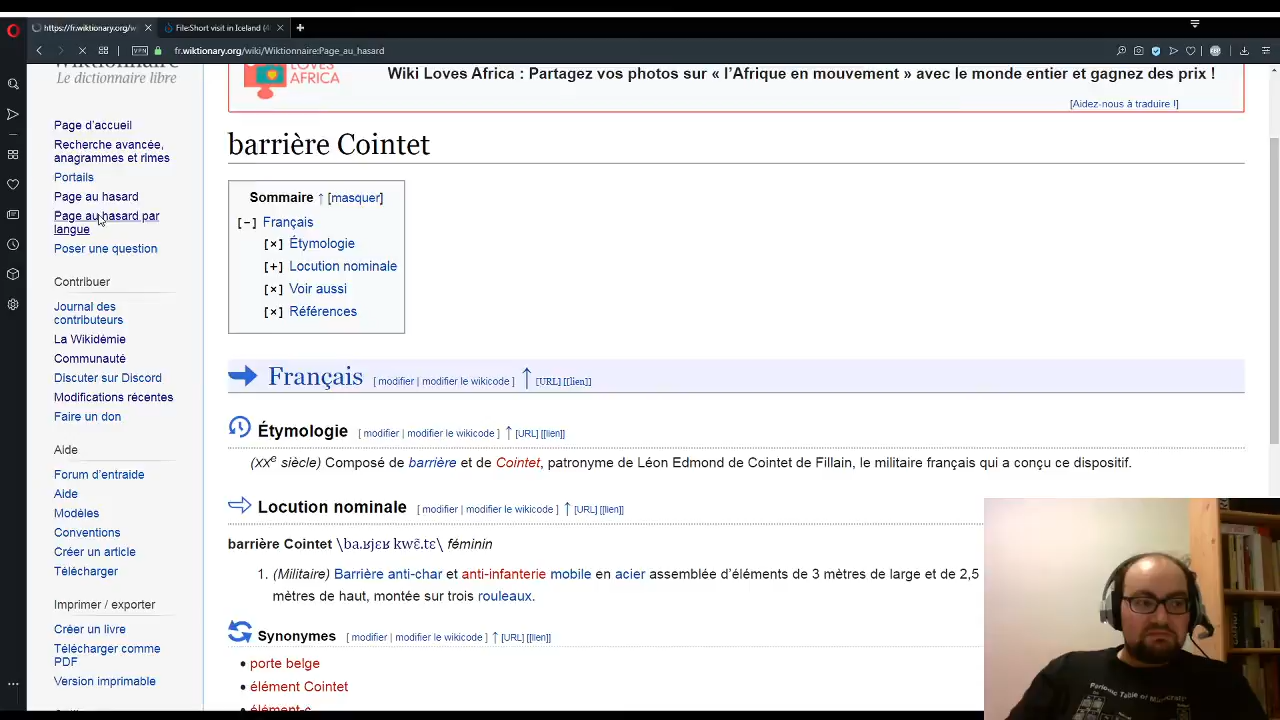 https://fr.wiktionary.org/w
File:Short visit in Iceland (4
VPN
fr.wiktionary.org/wiki/Wiktionnaire:Page_au_hasard
Wiktionnaire
Le dictionnaire libre
Page d'accueil
Recherche avancée,
anagrammes et rimes
Portails
Page au hasard
Page au hasard par
langue
Poser une question
Contribuer
Journal des
contributeurs
La Wikidémie
Communauté
Discuter sur Discord
Modifications récentes
Faire un don
Aide
Forum d'entraide
Aide
Modèles
Conventions
Créer un article
Télécharger
Imprimer / exporter
Créer un livre
Télécharger comme
PDF
Version imprimable
LOVES
AFRICA
Wiki Loves Africa : Partagez vos photos sur « l'Afrique en mouvement » avec le monde entier et gagnez des prix !
[Aidez-nous à traduire !]
barrière Cointet
Sommaire ↑ [masquer]
[−] Français
[×] Étymologie
[+] Locution nominale
[×] Voir aussi
[×] Références
Français [ modifier | modifier le wikicode ] ↑ [URL] [[lien]]
Étymologie [ modifier | modifier le wikicode ] ↑ [URL] [[lien]]
(XXe siècle) Composé de barrière et de Cointet, patronyme de Léon Edmond de Cointet de Fillain, le militaire français qui a conçu ce dispositif.
Locution nominale [ modifier | modifier le wikicode ] ↑ [URL] [[lien]]
barrière Cointet \ba.ʁjɛʁ kwɛ̃.tɛ\ féminin
1. (Militaire) Barrière anti-char et anti-infanterie mobile en acier assemblée d'éléments de 3 mètres de large et de 2,5
mètres de haut, montée sur trois rouleaux.
Synonymes [ modifier | modifier le wikicode ] ↑ [URL] [[lien]]
• porte belge
• élément Cointet
• élément-c